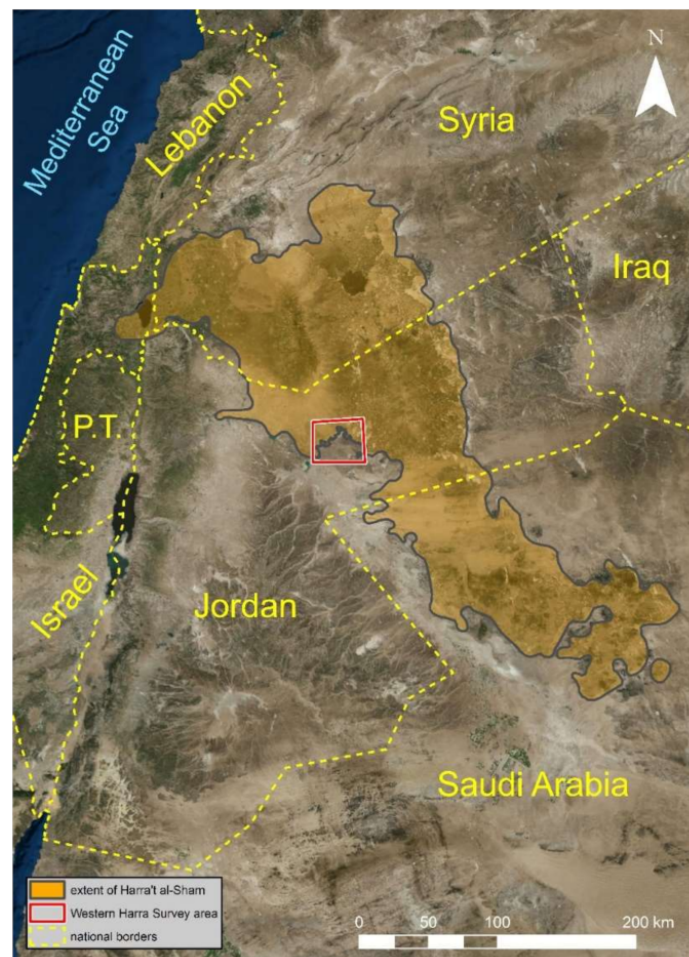 N
Mediterranean
Sea
Lebanon
Syria
Iraq
P.T.
Israel
Jordan
Saudi Arabia
extent of Harra't al-Sham
Western Harra Survey area
national borders
0 50 100 200 km